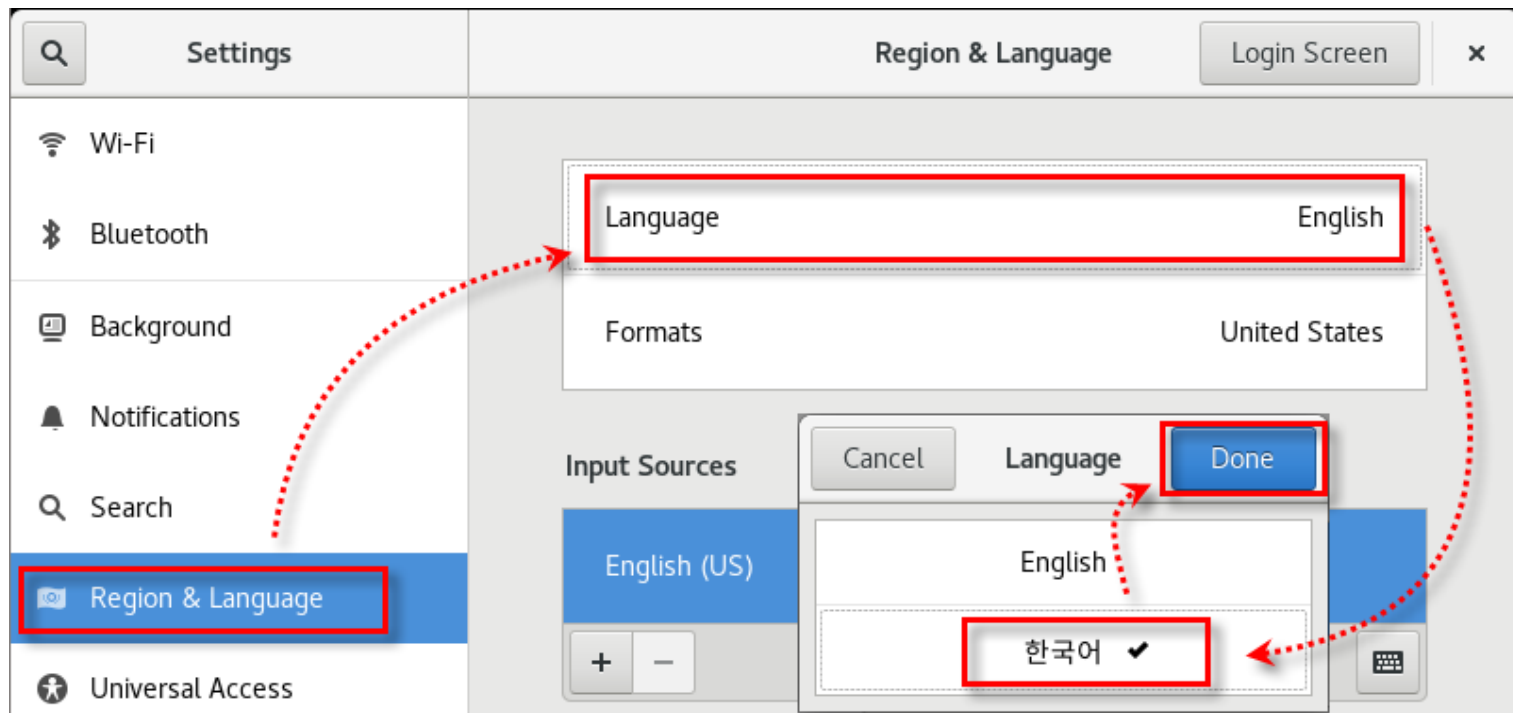 Settings
Region & Language
Login Screen
Wi-Fi
Bluetooth
Background
Notifications
Search
Region & Language
Universal Access
Language
English
Formats
United States
Input Sources
English (US)
Cancel
Language
Done
English
한국어